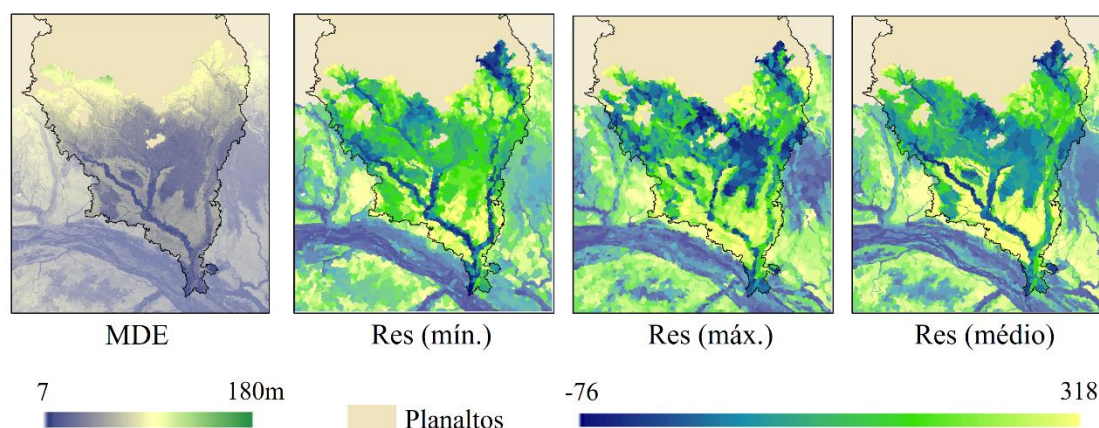 MDE Res (mín.) Res (máx.) Res (médio)
7 180m Planaltos -76 318